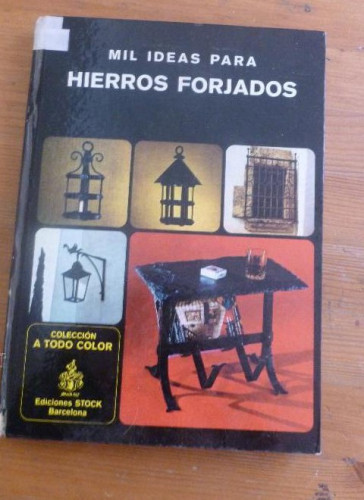 MIL IDEAS PARA
HIERROS FORJADOS
COLECCIÓN
A TODO COLOR
Ediciones STOCK
Barcelona